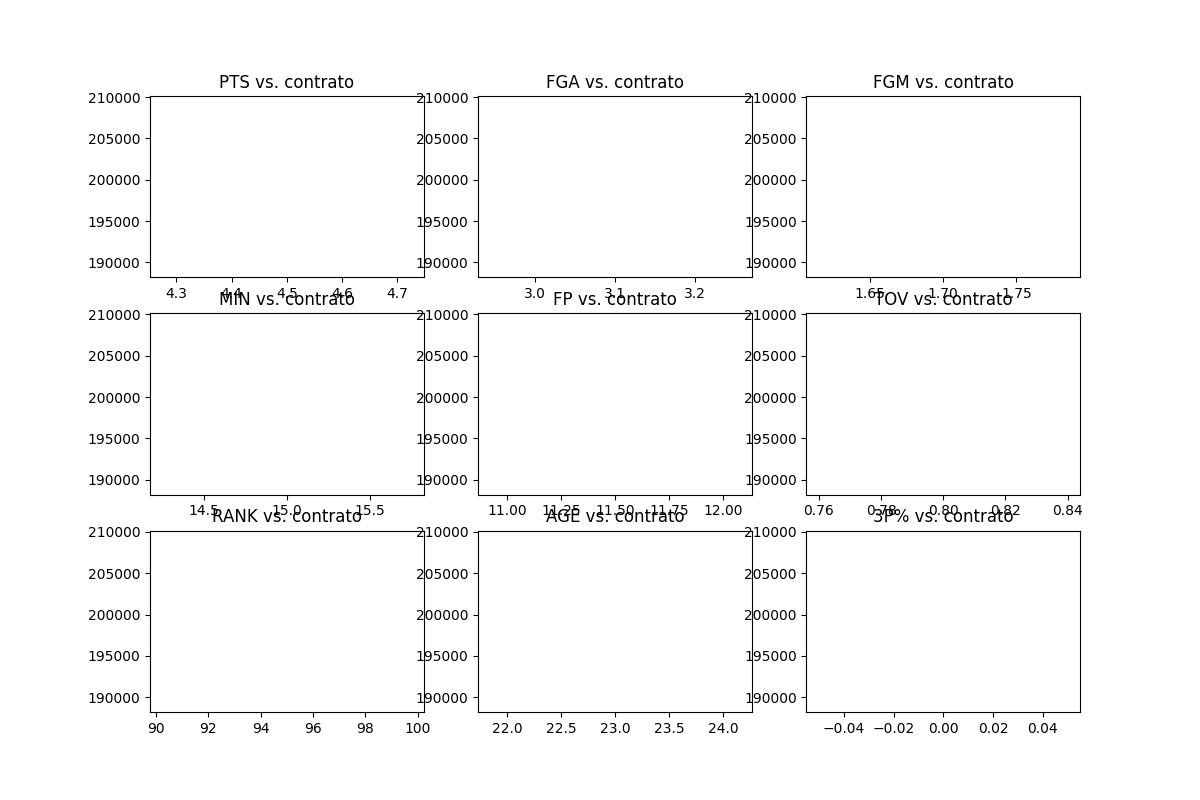 PTS vs. contrato
210000
205000
200000
195000
190000
4.3 4.4 4.5 4.6 4.7
FGA vs. contrato
210000
205000
200000
195000
190000
3.0 3.1 3.2
FGM vs. contrato
210000
205000
200000
195000
190000
1.65 1.70 1.75
MIN vs. contrato
210000
205000
200000
195000
190000
14.5 15.0 15.5
FP vs. contrato
210000
205000
200000
195000
190000
11.00 11.25 11.50 11.75 12.00
TOV vs. contrato
210000
205000
200000
195000
190000
0.76 0.78 0.80 0.82 0.84
RANK vs. contrato
210000
205000
200000
195000
190000
90 92 94 96 98 100
AGE vs. contrato
210000
205000
200000
195000
190000
22.0 22.5 23.0 23.5 24.0
3P% vs. contrato
210000
205000
200000
195000
190000
−0.04 −0.02 0.00 0.02 0.04